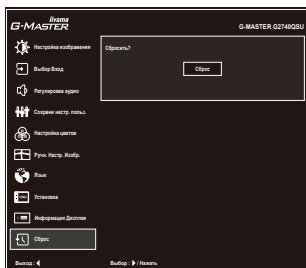 iiyama
G-MASTER
G-MASTER G2740QSU
Настройка изображения
Выбор Вход
Регулировка аудио
Сохране настр. польз.
Настройка цветов
Ручн. Настр. Изобр.
Язык
Установка
Информация Дисплея
Сброс
Сбросить?
Сброс
Выход :
Выбор : / Нажать